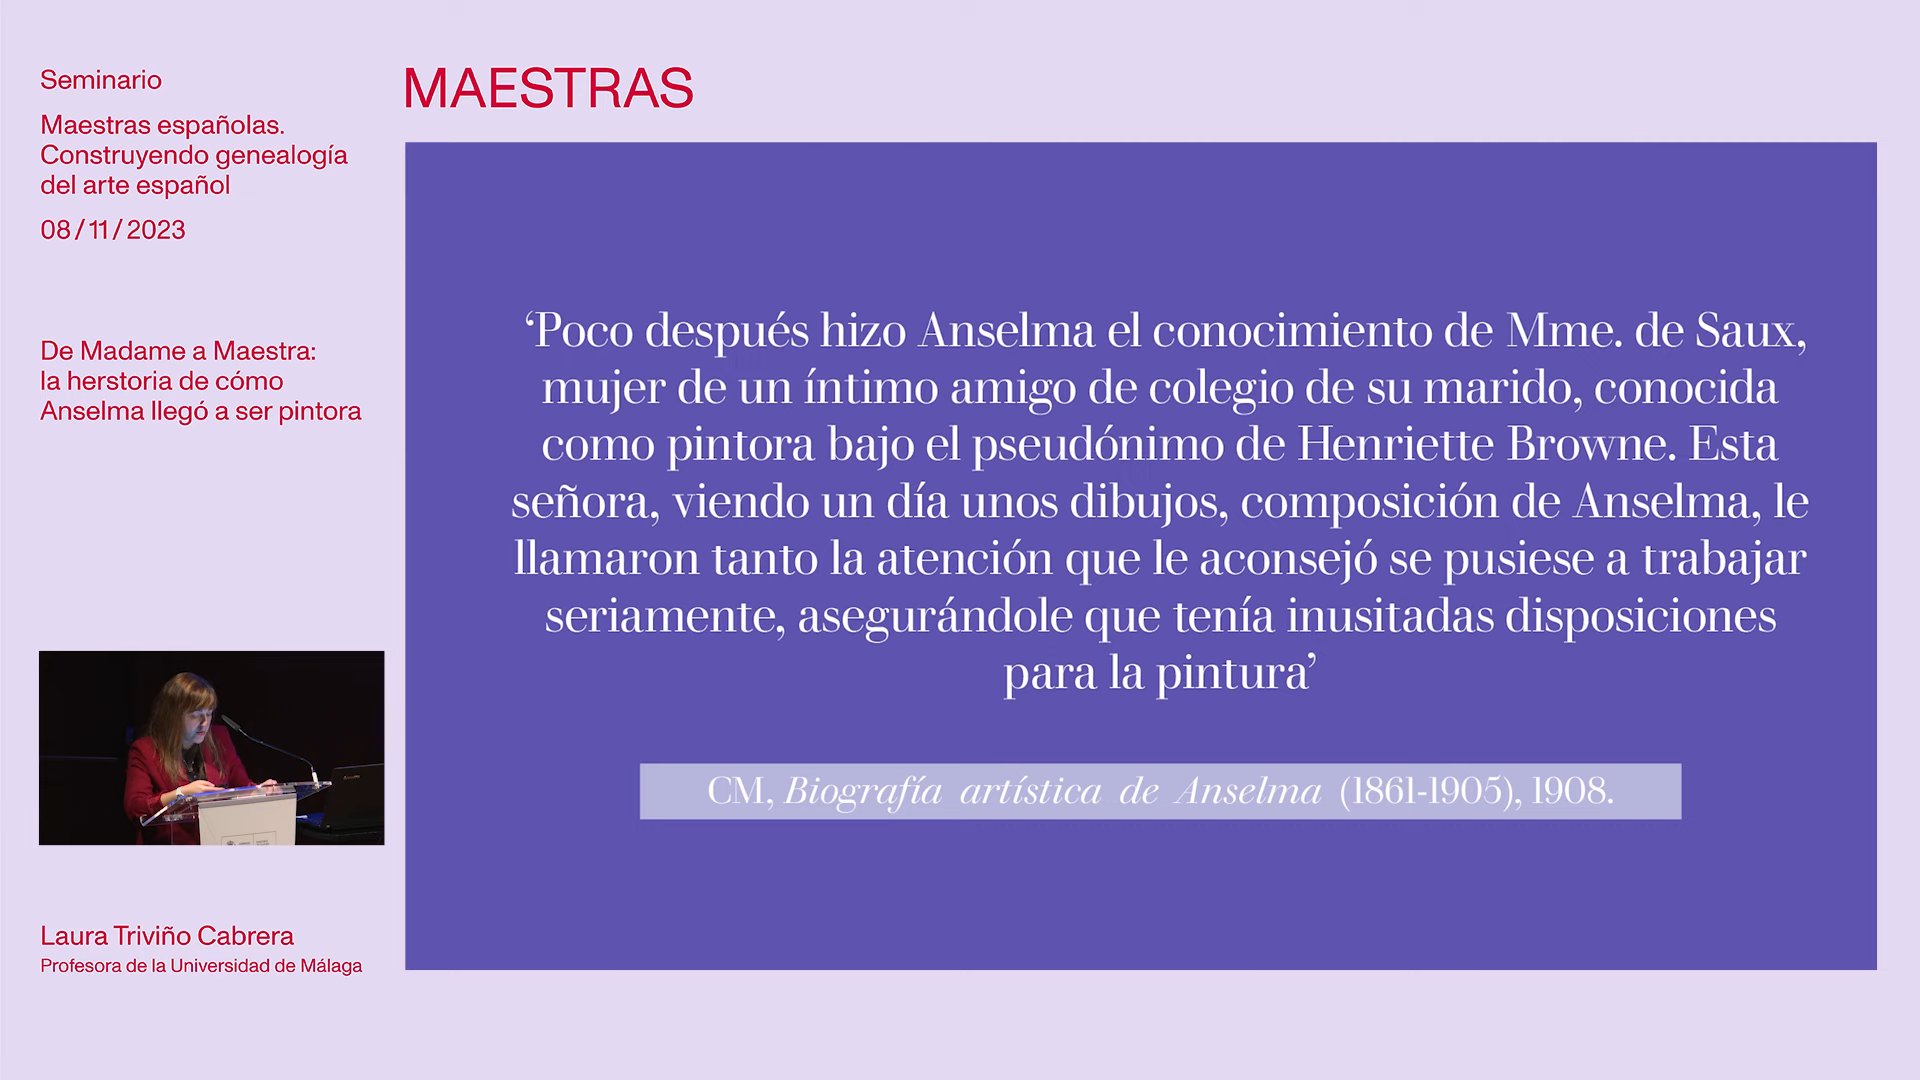 Seminario
Maestras españolas.
Construyendo genealogía
del arte español
08/11/2023
De Madame a Maestra:
la herstoria de cómo
Anselma llegó a ser pintora
Laura Triviño Cabrera
Profesora de la Universidad de Málaga
MAESTRAS
‘Poco después hizo Anselma el conocimiento de Mme. de Saux,
mujer de un íntimo amigo de colegio de su marido, conocida
como pintora bajo el pseudónimo de Henriette Browne. Esta
señora, viendo un día unos dibujos, composición de Anselma, le
llamaron tanto la atención que le aconsejó se pusiese a trabajar
seriamente, asegurándole que tenía inusitadas disposiciones
para la pintura’
CM, Biografía artística de Anselma (1861-1905), 1908.